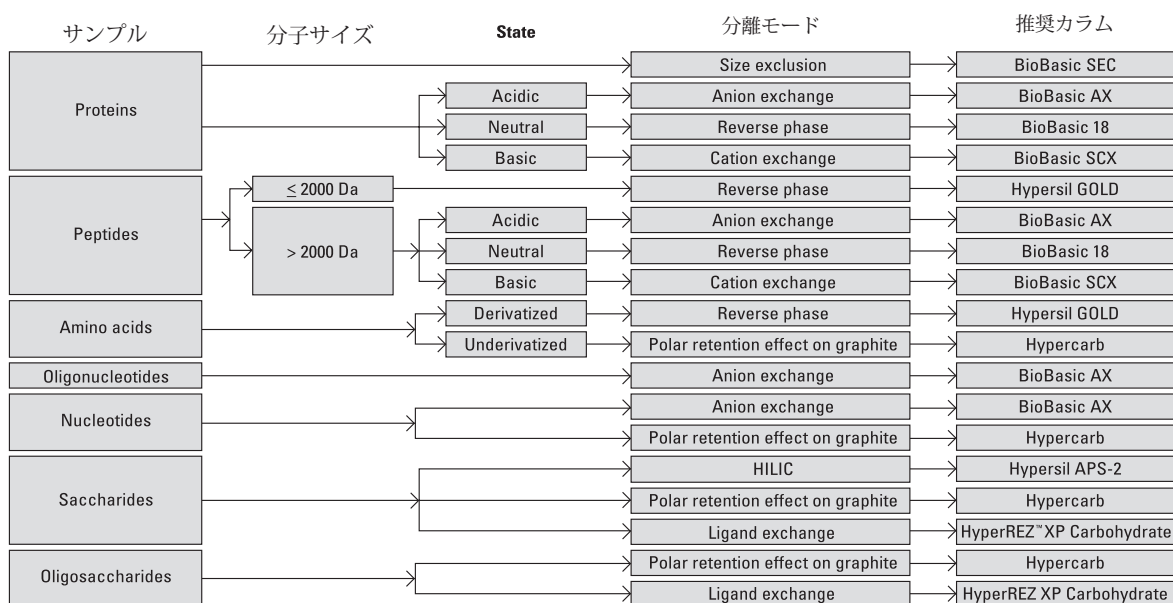 サンプル 分子サイズ State 分離モード 推奨カラム
Size exclusion BioBasic SEC
Proteins Acidic Anion exchange BioBasic AX
Neutral Reverse phase BioBasic 18
Basic Cation exchange BioBasic SCX
≤ 2000 Da Reverse phase Hypersil GOLD
Peptides Acidic Anion exchange BioBasic AX
> 2000 Da Neutral Reverse phase BioBasic 18
Basic Cation exchange BioBasic SCX
Amino acids Derivatized Reverse phase Hypersil GOLD
Underivatized Polar retention effect on graphite Hypercarb
Oligonucleotides Anion exchange BioBasic AX
Nucleotides Anion exchange BioBasic AX
Polar retention effect on graphite Hypercarb
HILIC Hypersil APS-2
Saccharides Polar retention effect on graphite Hypercarb
Ligand exchange HyperREZ™XP Carbohydrate
Oligosaccharides Polar retention effect on graphite Hypercarb
Ligand exchange HyperREZ XP Carbohydrate